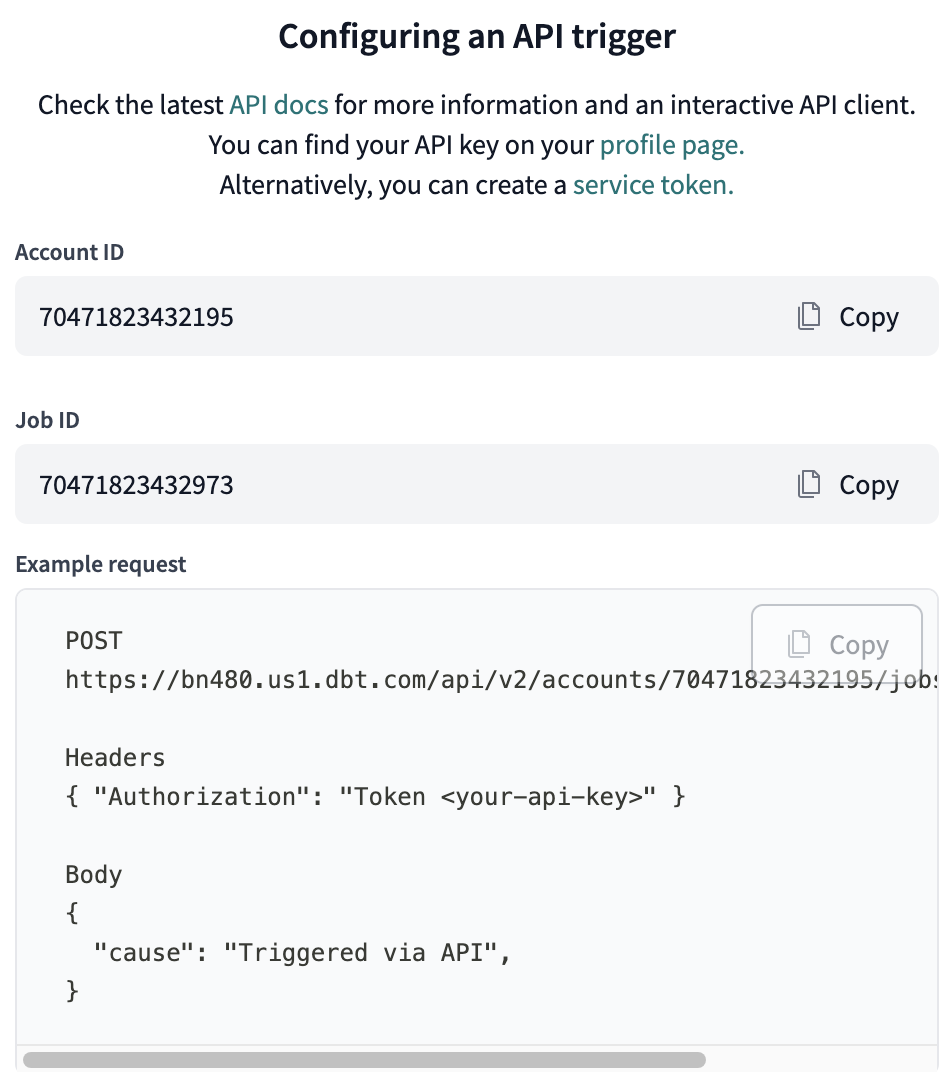 Configuring an API trigger
Check the latest API docs for more information and an interactive API client.
You can find your API key on your profile page.
Alternatively, you can create a service token.
Account ID
70471823432195
Copy
Job ID
70471823432973
Copy
Example request
Copy
POST
https://bn480.us1.dbt.com/api/v2/accounts/70471823432195/jobs
Headers
{ "Authorization": "Token <your-api-key>" }
Body
{
  "cause": "Triggered via API",
}